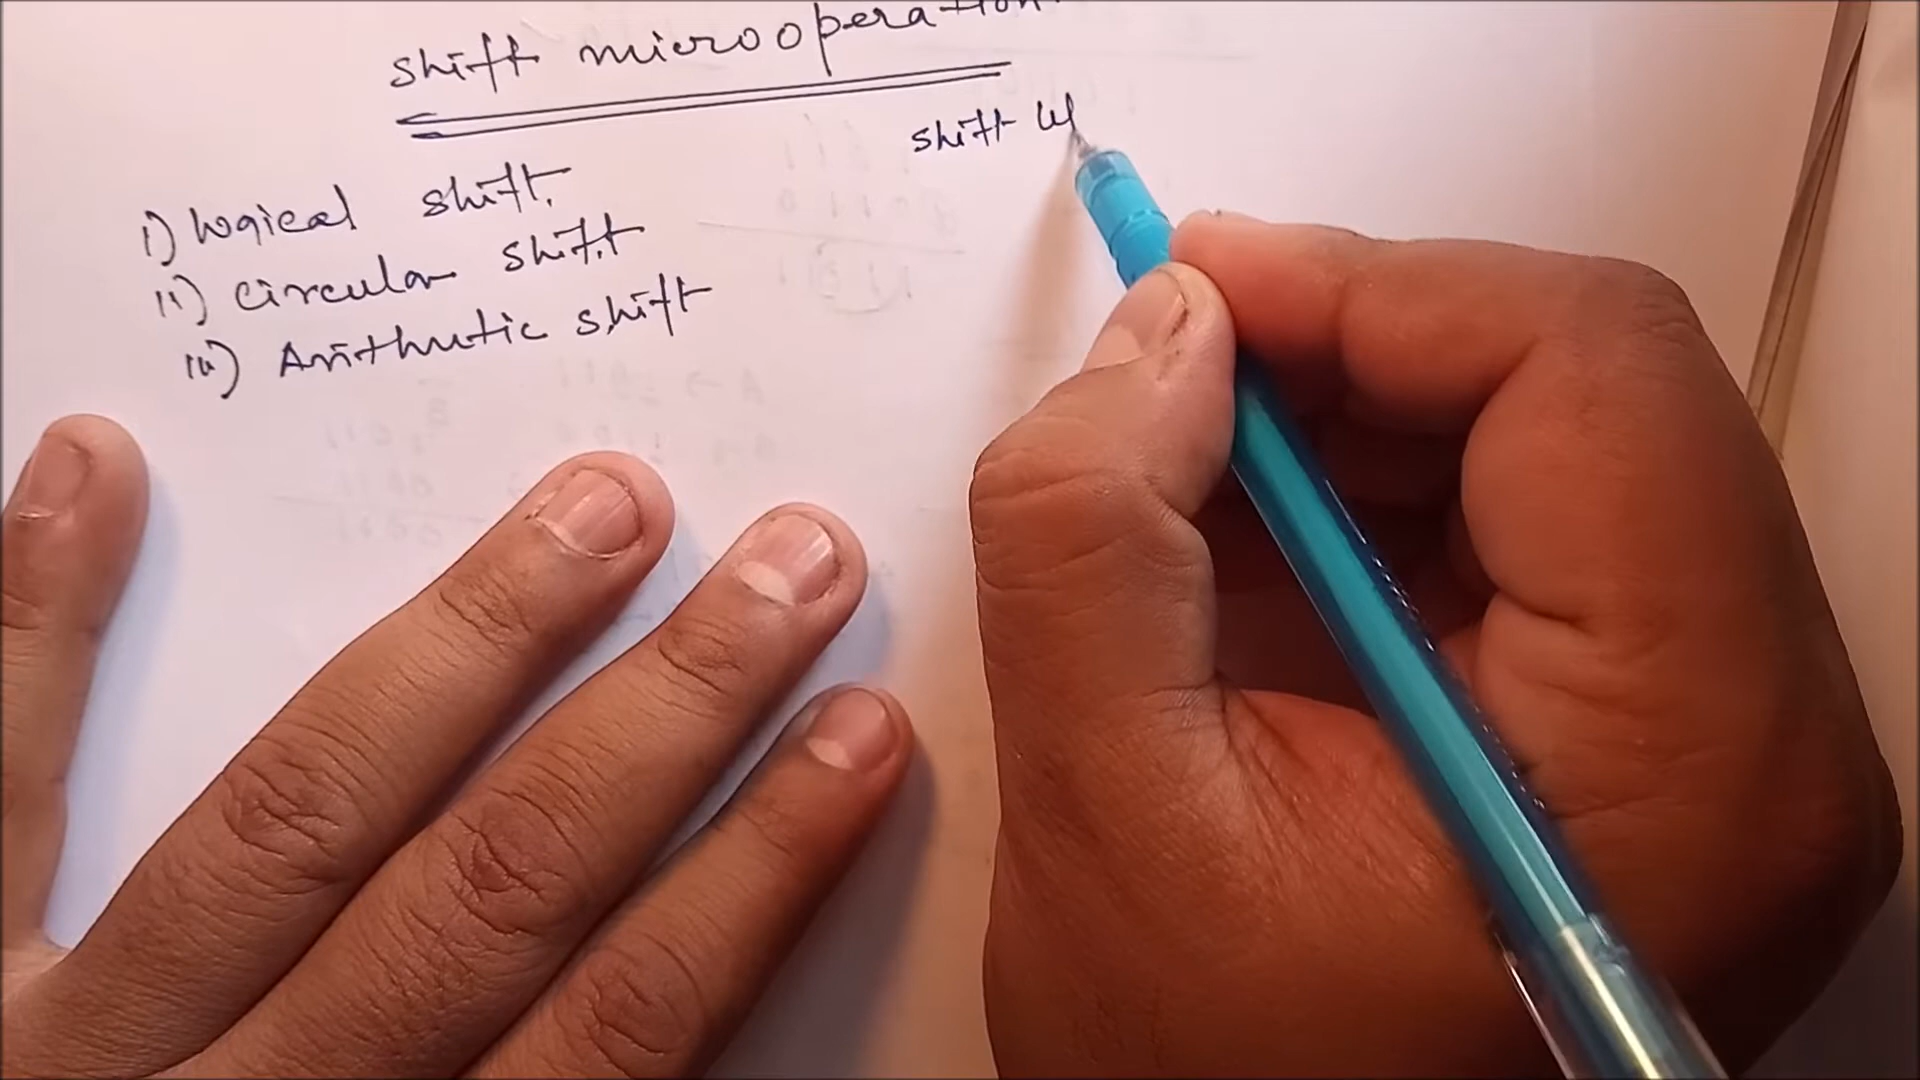 shift microoperation
shift
i) Logical shift.
ii) circular shift
iii) Arithmetic shift